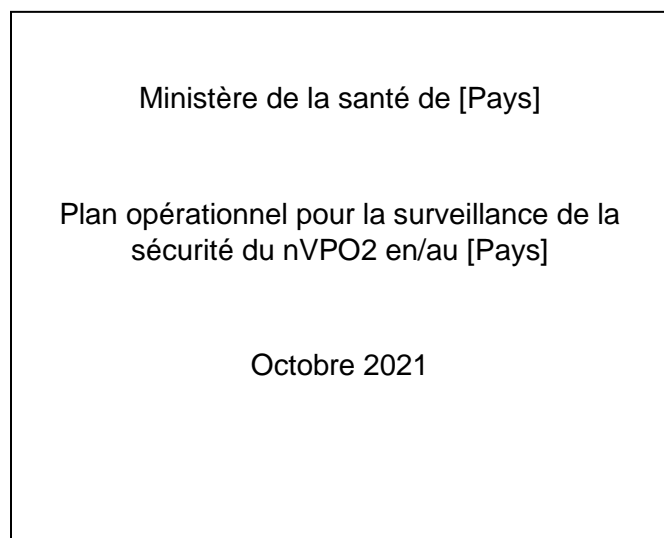 Ministère de la santé de [Pays]
Plan opérationnel pour la surveillance de la
sécurité du nVPO2 en/au [Pays]
Octobre 2021